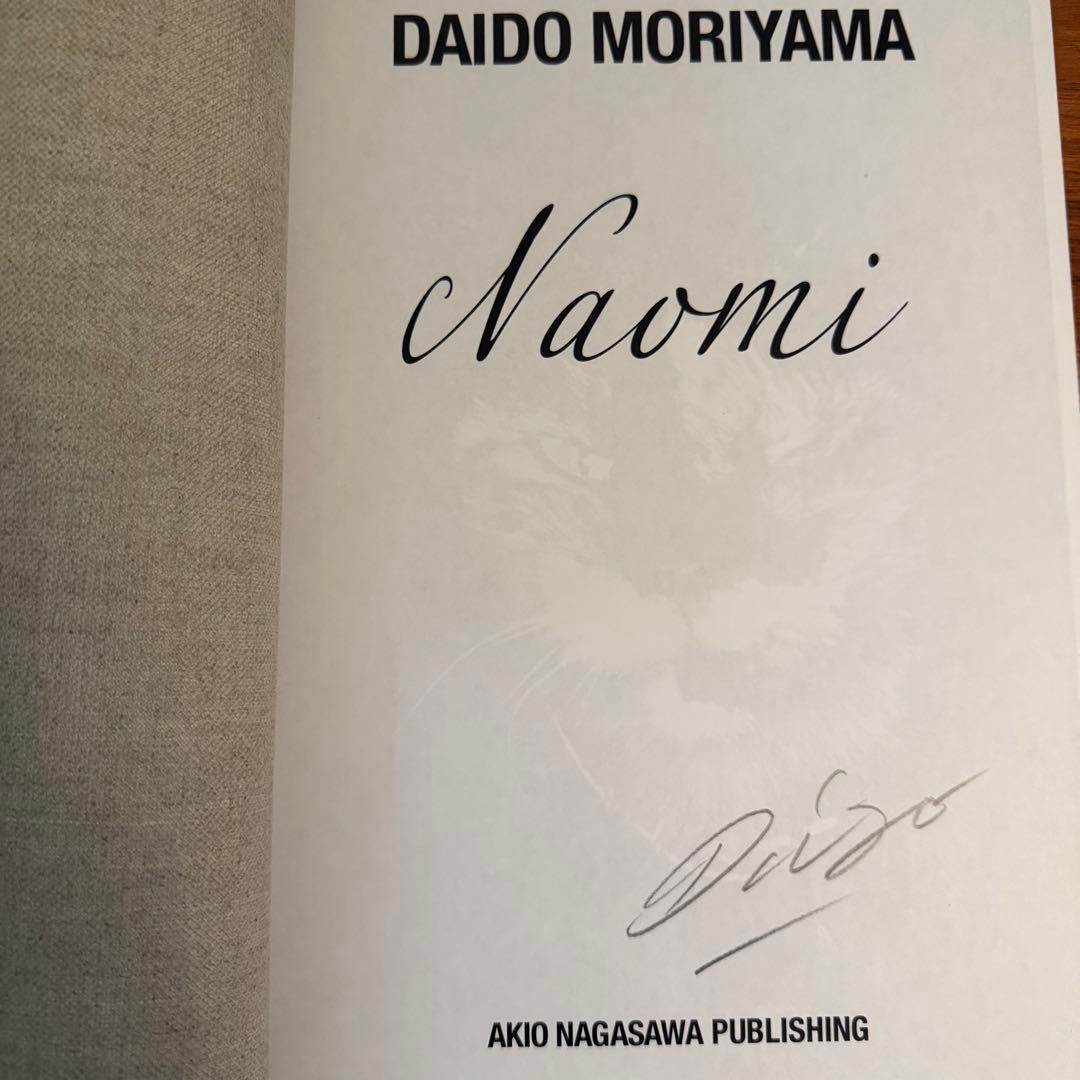 DAIDO MORIYAMA
Naomi
Daido
AKIO NAGASAWA PUBLISHING